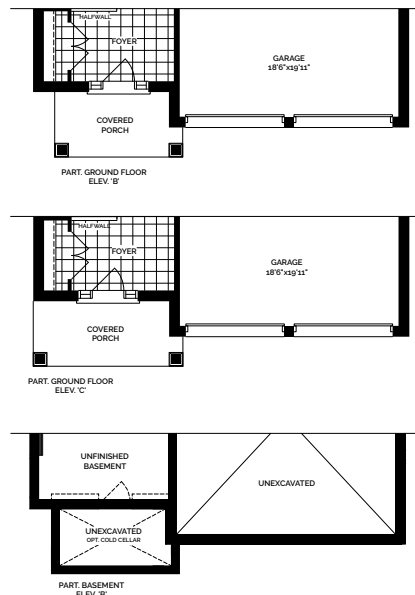 HALFWALL
FOYER
GARAGE
18'6"x19'11"
COVERED
PORCH
PART. GROUND FLOOR
ELEV. 'B'
HALFWALL
FOYER
GARAGE
18'6"x19'11"
COVERED
PORCH
PART. GROUND FLOOR
ELEV. 'C'
UNFINISHED
BASEMENT
UNEXCAVATED
UNEXCAVATED
OPT. COLD CELLAR
PART. BASEMENT
ELEV. 'B'